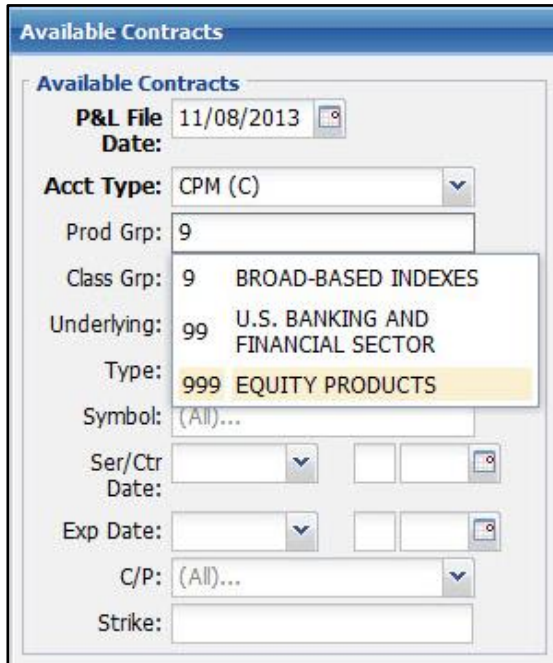 Available Contracts
Available Contracts
P&L File Date: 11/08/2013
Acct Type: CPM (C)
Prod Grp: 9
Class Grp:
9 BROAD-BASED INDEXES
Underlying:
99 U.S. BANKING AND
FINANCIAL SECTOR
Type:
999 EQUITY PRODUCTS
Symbol: (All)...
Ser/Ctr
Date:
Exp Date:
C/P: (All)...
Strike: